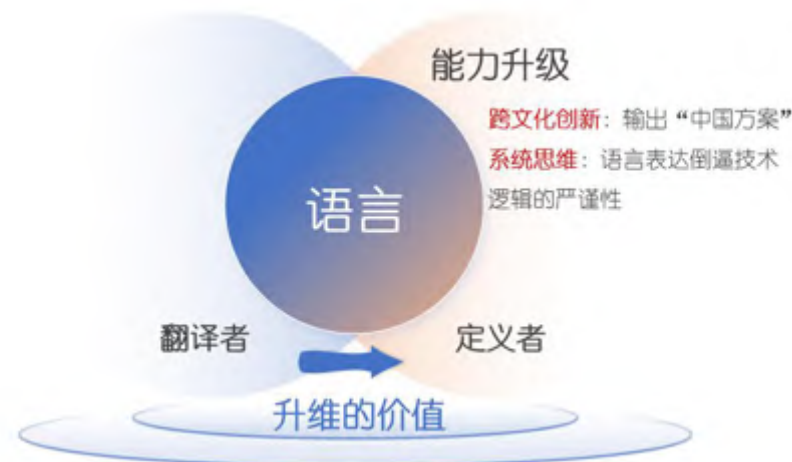 能力升级
跨文化创新：输出“中国方案”
系统思维：语言表达倒逼技术
逻辑的严谨性
语言
翻译者
定义者
升维的价值